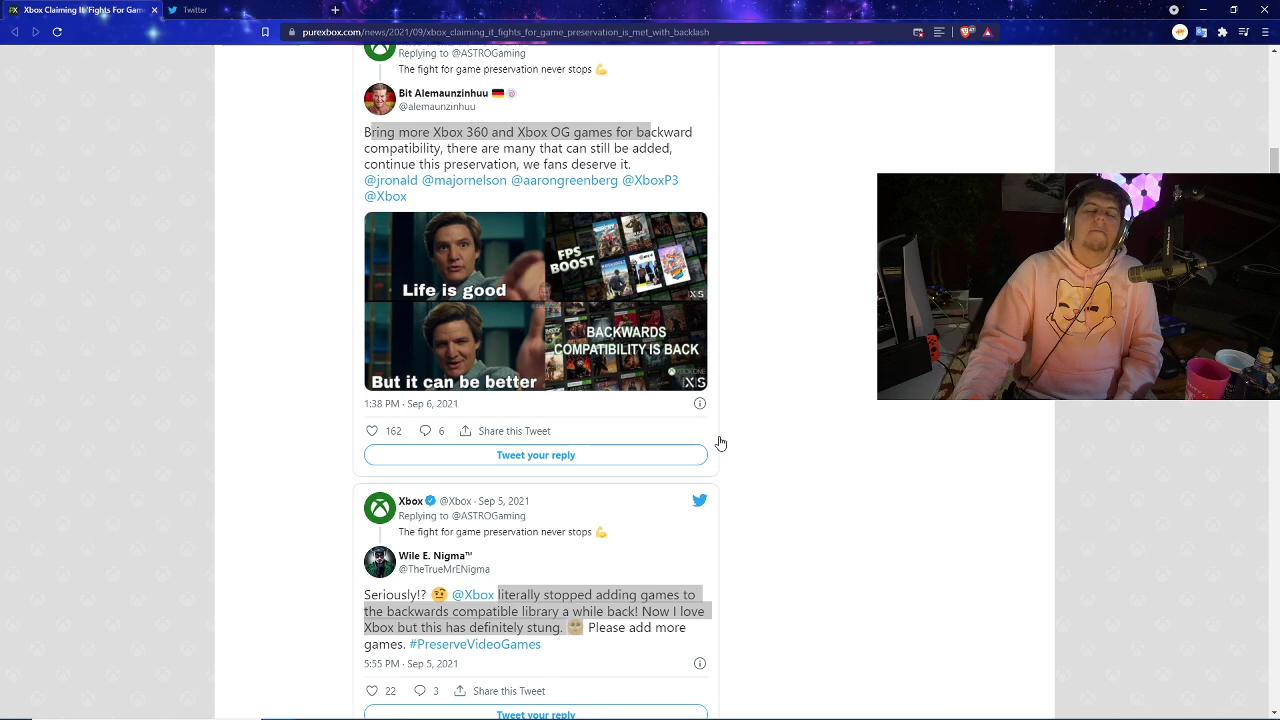 Xbox Claiming It 'Fights For Game
Twitter
purexbox.com/news/2021/09/xbox_claiming_it_fights_for_game_preservation_is_met_with_backlash
Replying to @ASTROGaming
The fight for game preservation never stops 💪
Bit Alemaunzinhuu 🇩🇪
@alemaunzinhuu
Bring more Xbox 360 and Xbox OG games for backward
compatibility, there are many that can still be added,
continue this preservation, we fans deserve it.
@jronald @majornelson @aarongreenberg @XboxP3
@Xbox
FPS
BOOST
Life is good
X|S
BACKWARDS
COMPATIBILITY IS BACK
But it can be better
XBOX ONE
X|S
1:38 PM · Sep 6, 2021
162 6 Share this Tweet
Tweet your reply
Xbox @Xbox · Sep 5, 2021
Replying to @ASTROGaming
The fight for game preservation never stops 💪
Wile E. Nigma™
@TheTrueMrENigma
Seriously!? 🤨 @Xbox literally stopped adding games to
the backwards compatible library a while back! Now I love
Xbox but this has definitely stung. Please add more
games. #PreserveVideoGames
5:55 PM · Sep 5, 2021
22 3 Share this Tweet
Tweet your reply